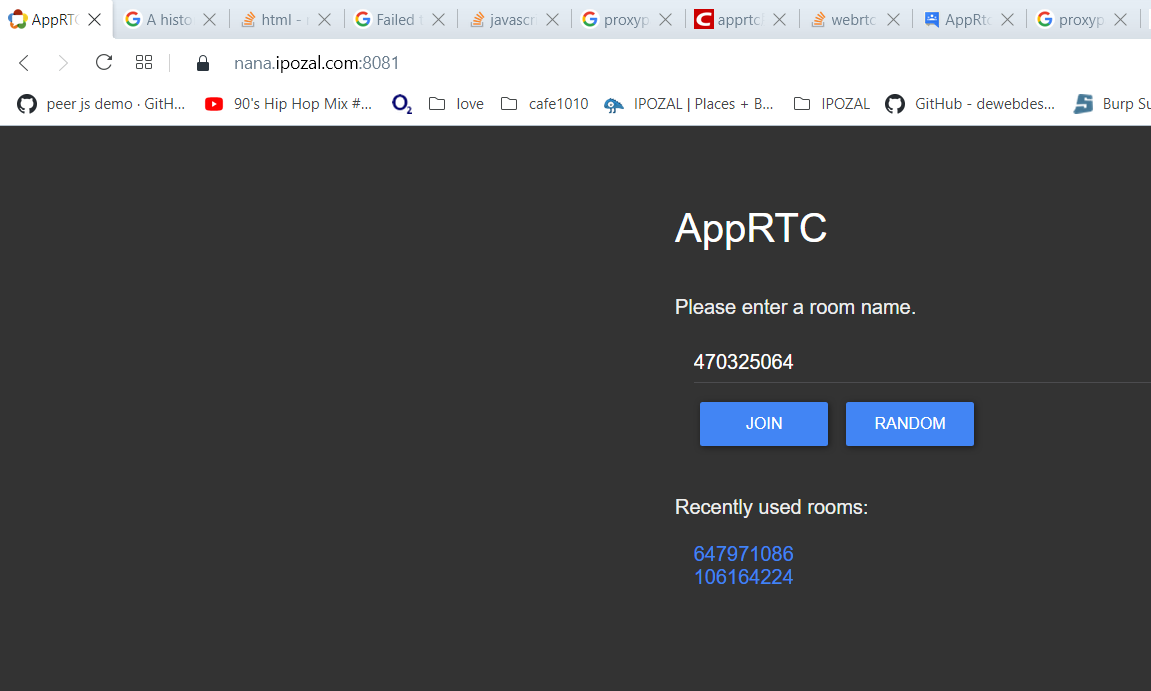 AppRTC
A histo
html -
Failed
javascri
proxyp
apprtc
webrtc
AppRtc
proxyp
nana.ipozal.com:8081
peer js demo · GitH...
90's Hip Hop Mix #...
O2
love
cafe1010
IPOZAL | Places + B...
IPOZAL
GitHub - dewebdes...
Burp Su
AppRTC
Please enter a room name.
470325064
JOIN
RANDOM
Recently used rooms:
647971086
106164224